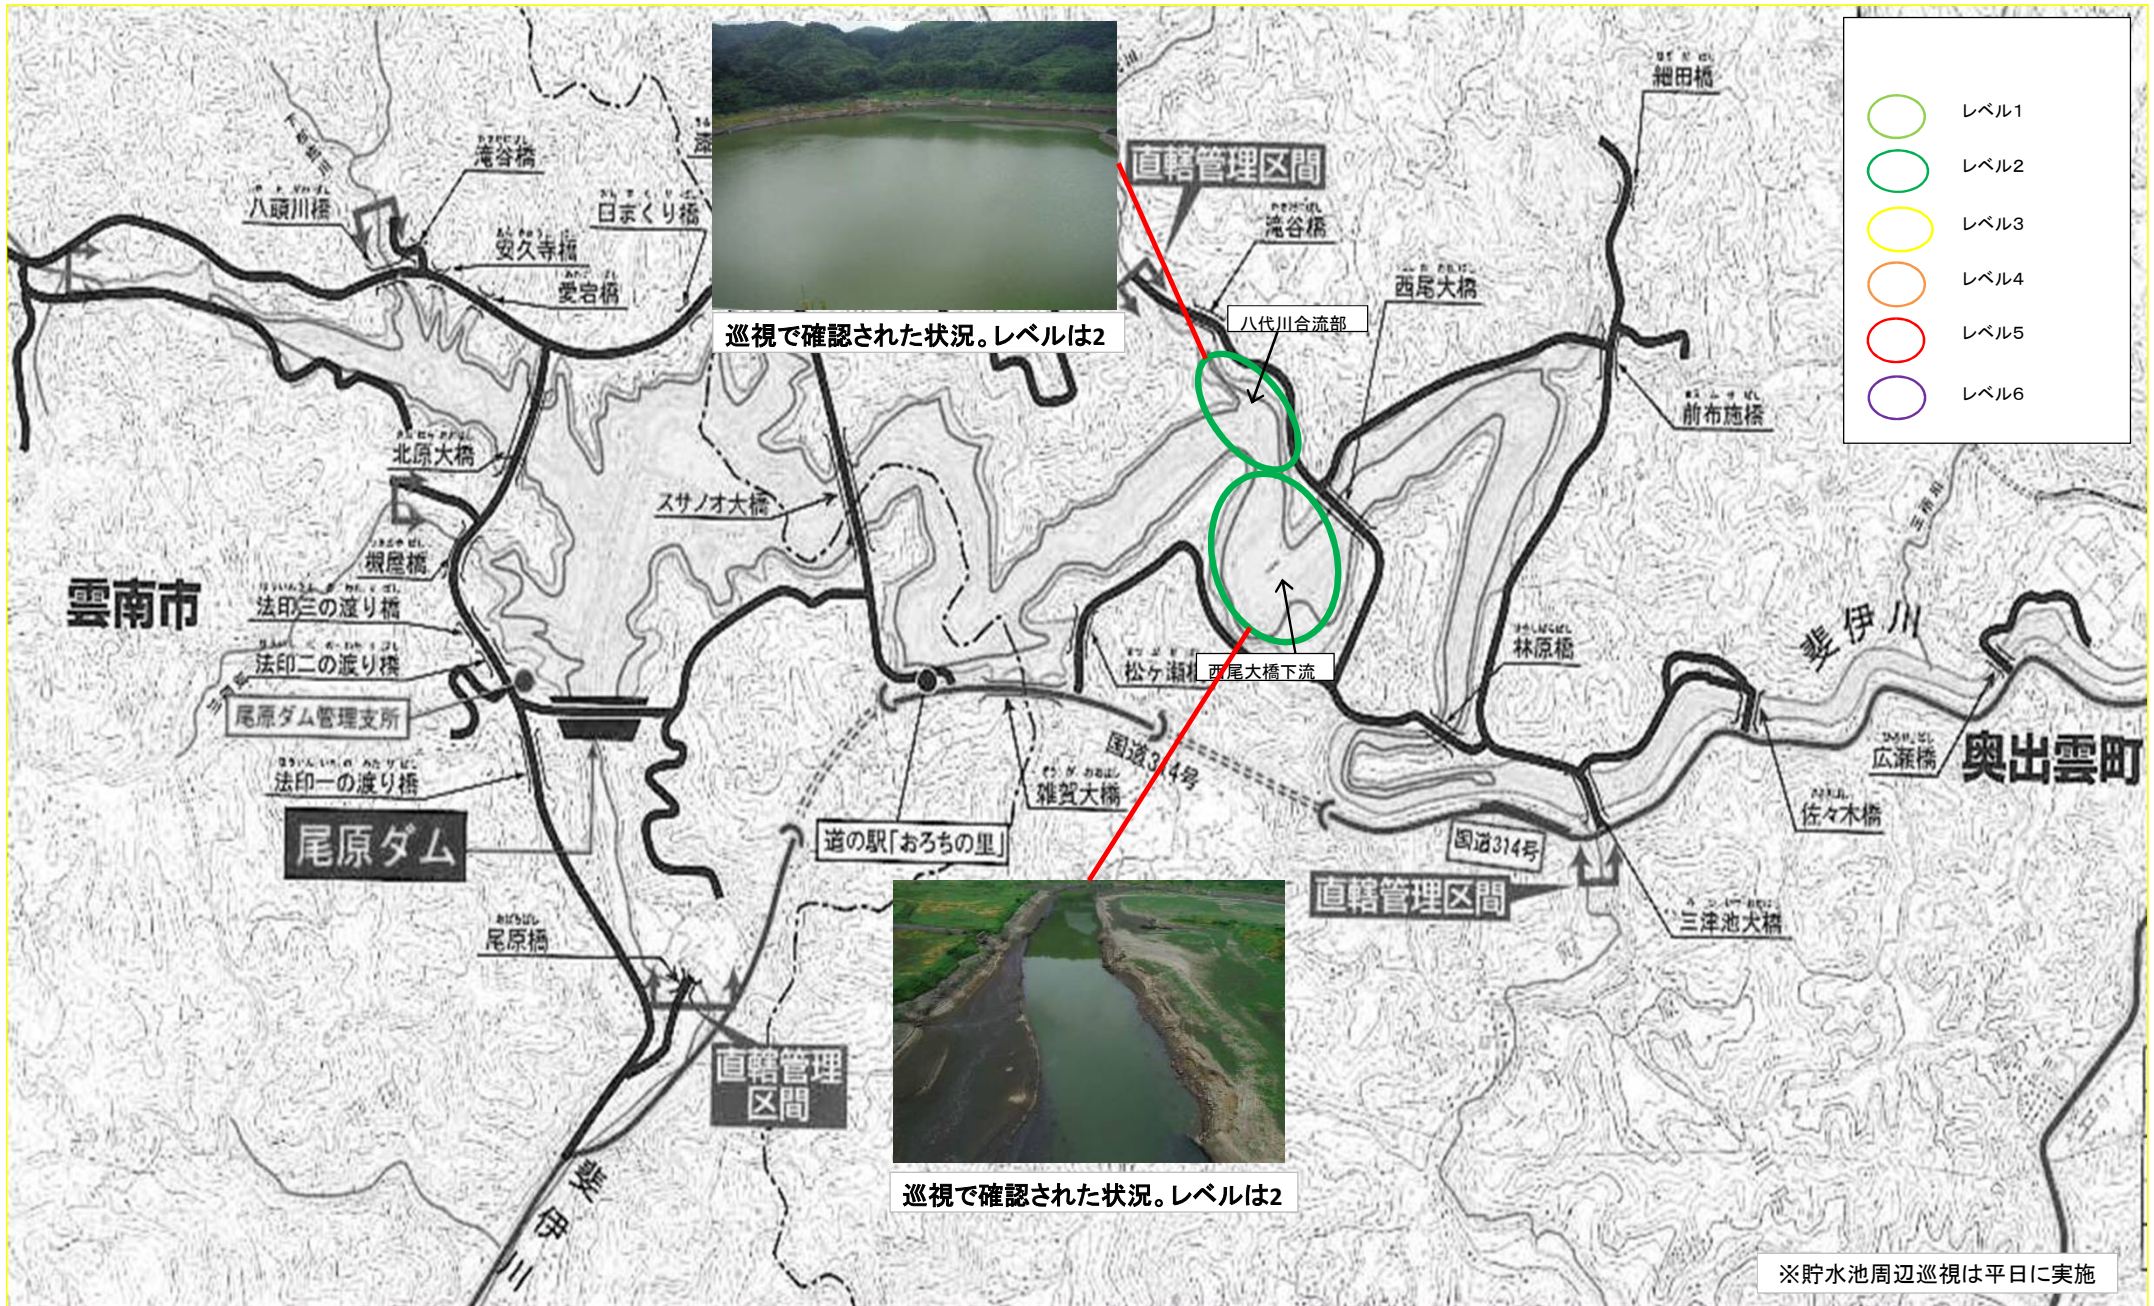 細田橋
レベル1
レベル2
レベル3
レベル4
レベル5
レベル6
滝谷橋
八頭川橋
安久寺橋
日まくり橋
愛宕橋
直轄管理区間
滝谷橋
西尾大橋
八代川合流部
巡視で確認された状況。レベルは2
前布施橋
北原大橋
スサノオ大橋
槻屋橋
雲南市
法印三の渡り橋
法印二の渡り橋
尾原ダム管理支所
法印一の渡り橋
尾原ダム
松ヶ瀬橋
西尾大橋下流
林原橋
斐伊川
広瀬橋
奥出雲町
佐々木橋
国道314号
雑賀大橋
道の駅「おろちの里」
国道314号
直轄管理区間
三津池大橋
尾原橋
直轄管理
区間
斐伊川
巡視で確認された状況。レベルは2
※貯水池周辺巡視は平日に実施